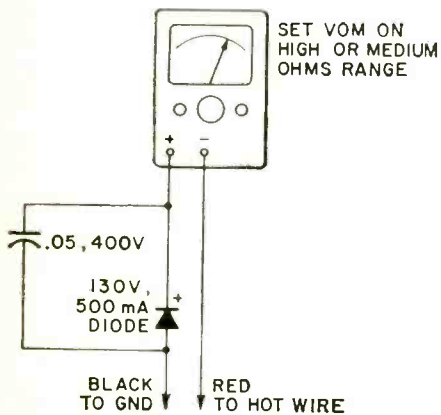 SET VOM ON
HIGH OR MEDIUM
OHMS RANGE
+ −
.05, 400V
130V,
500 mA
DIODE
+
BLACK
TO GND
RED
TO HOT WIRE